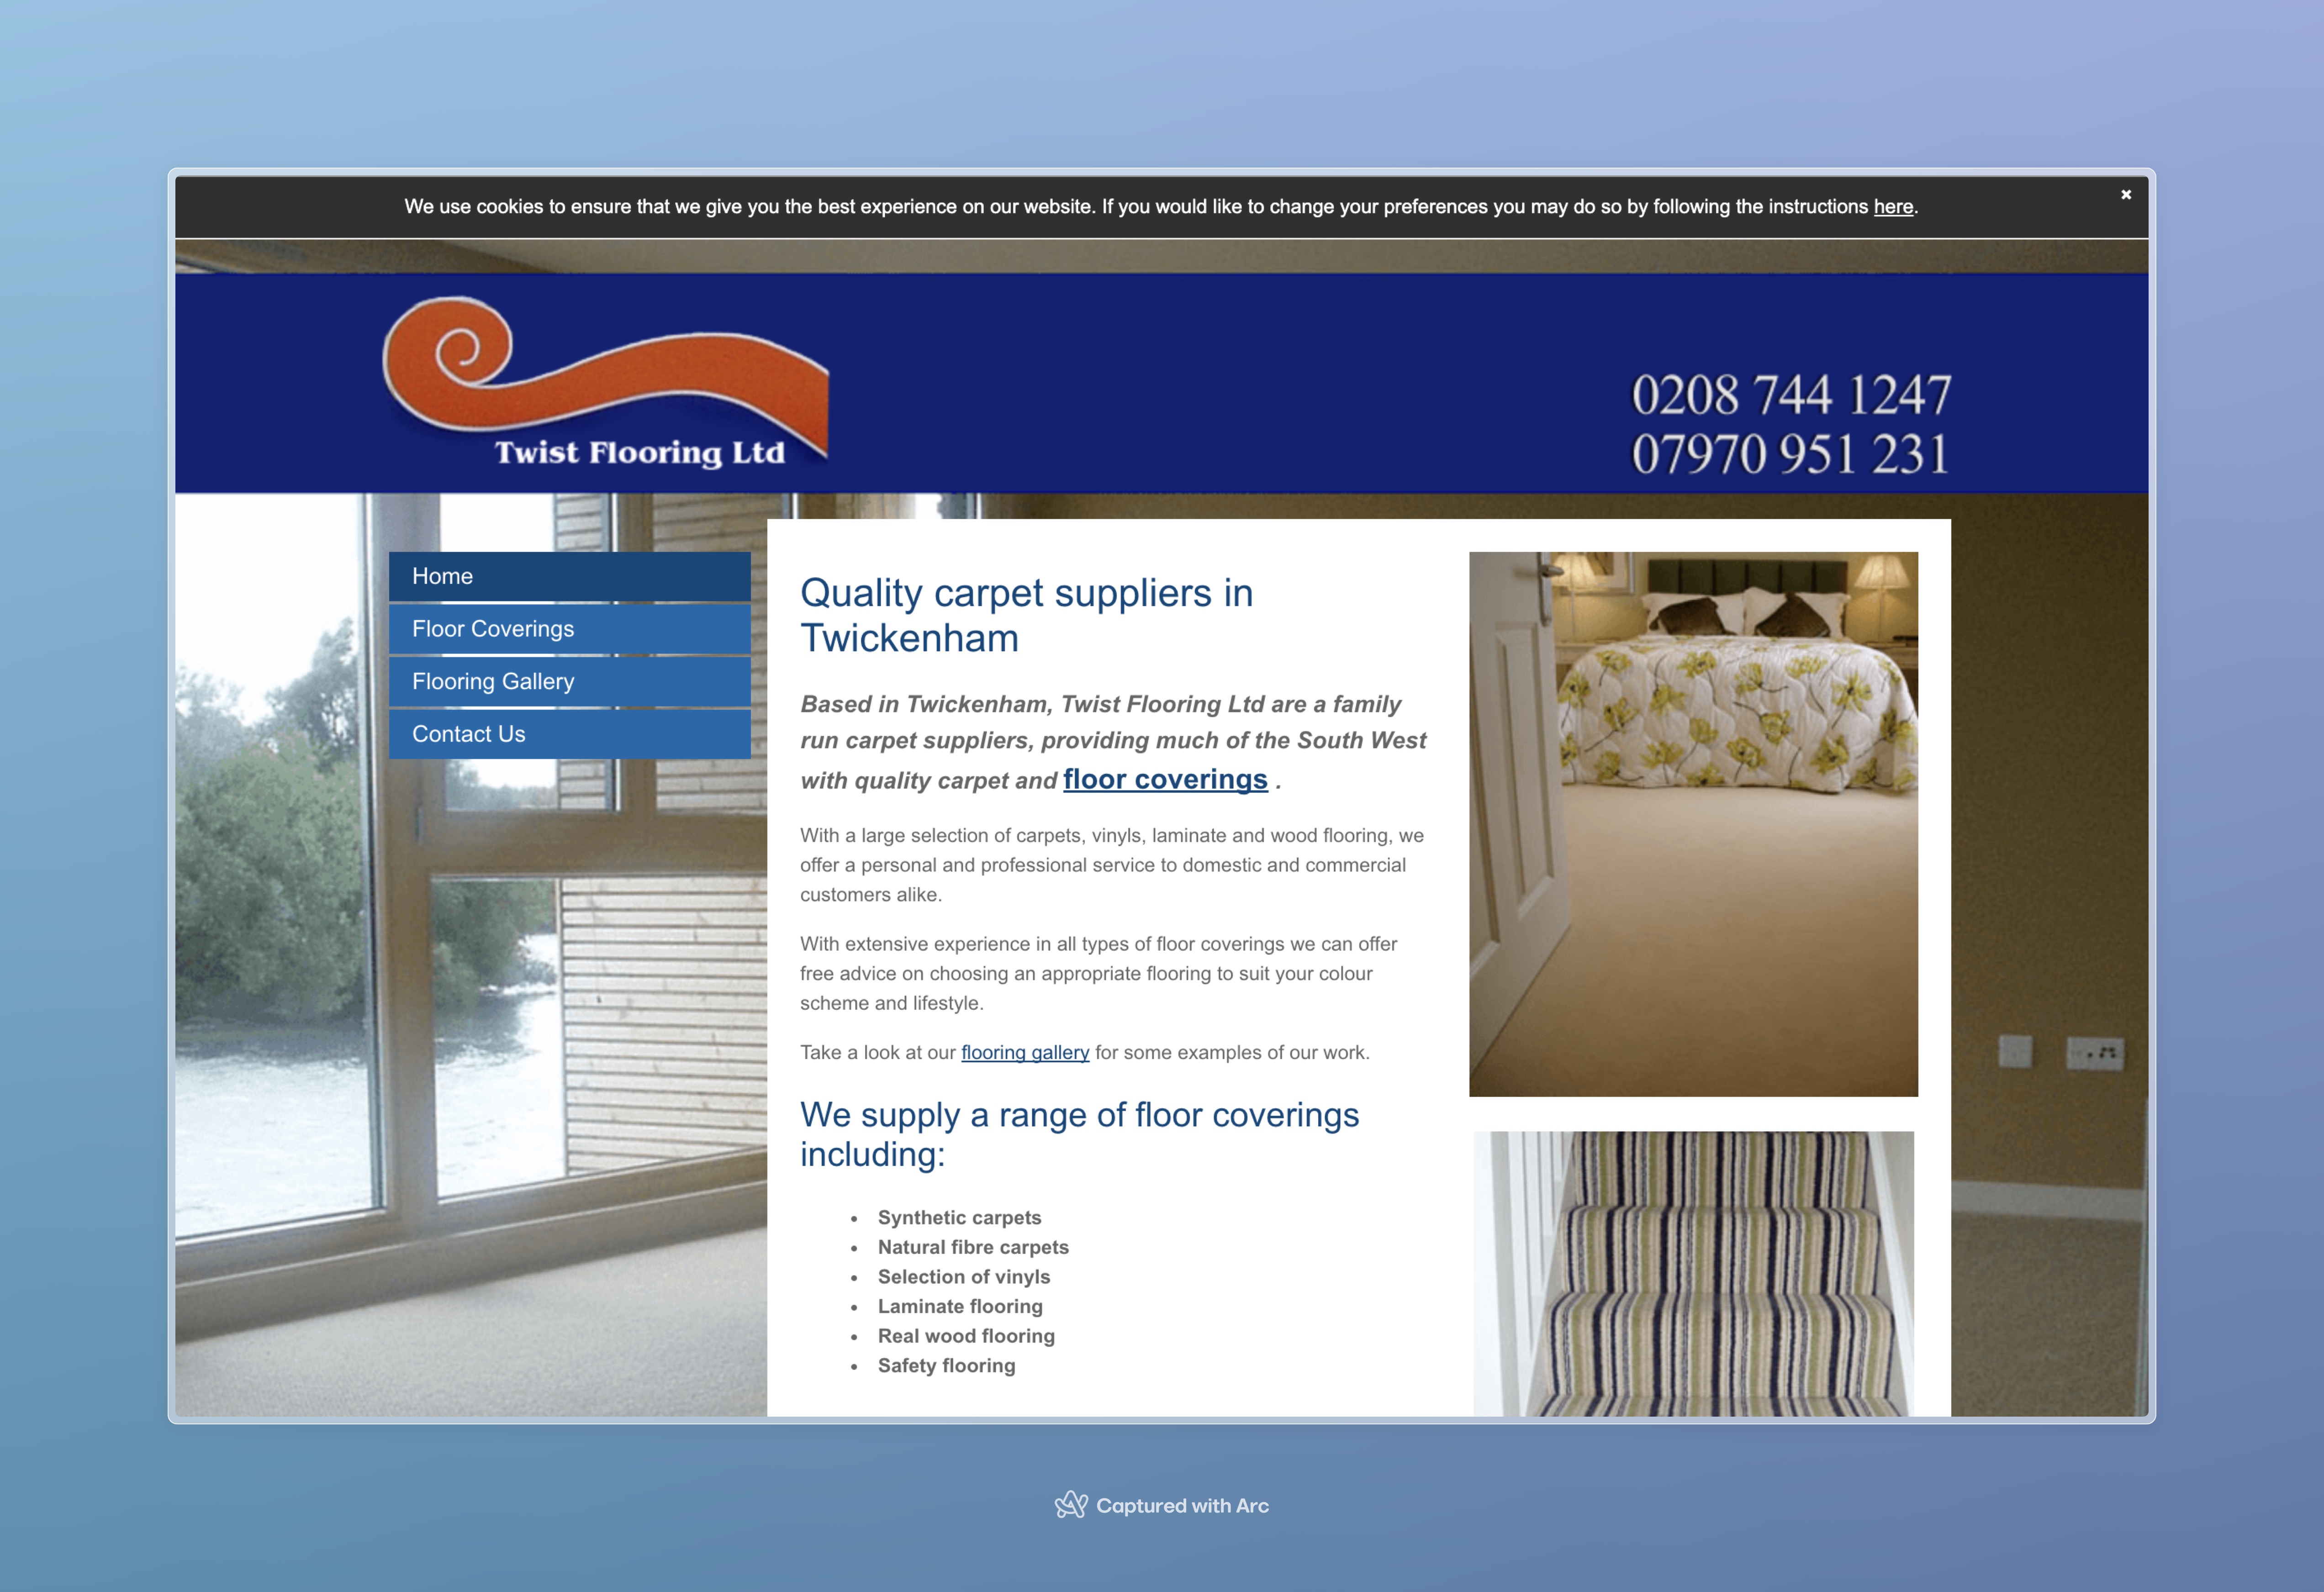 We use cookies to ensure that we give you the best experience on our website. If you would like to change your preferences you may do so by following the instructions here.
Twist Flooring Ltd
0208 744 1247
07970 951 231
Home
Floor Coverings
Flooring Gallery
Contact Us
Quality carpet suppliers in
Twickenham
Based in Twickenham, Twist Flooring Ltd are a family
run carpet suppliers, providing much of the South West
with quality carpet and floor coverings .
With a large selection of carpets, vinyls, laminate and wood flooring, we
offer a personal and professional service to domestic and commercial
customers alike.
With extensive experience in all types of floor coverings we can offer
free advice on choosing an appropriate flooring to suit your colour
scheme and lifestyle.
Take a look at our flooring gallery for some examples of our work.
We supply a range of floor coverings
including:
• Synthetic carpets
• Natural fibre carpets
• Selection of vinyls
• Laminate flooring
• Real wood flooring
• Safety flooring
Captured with Arc